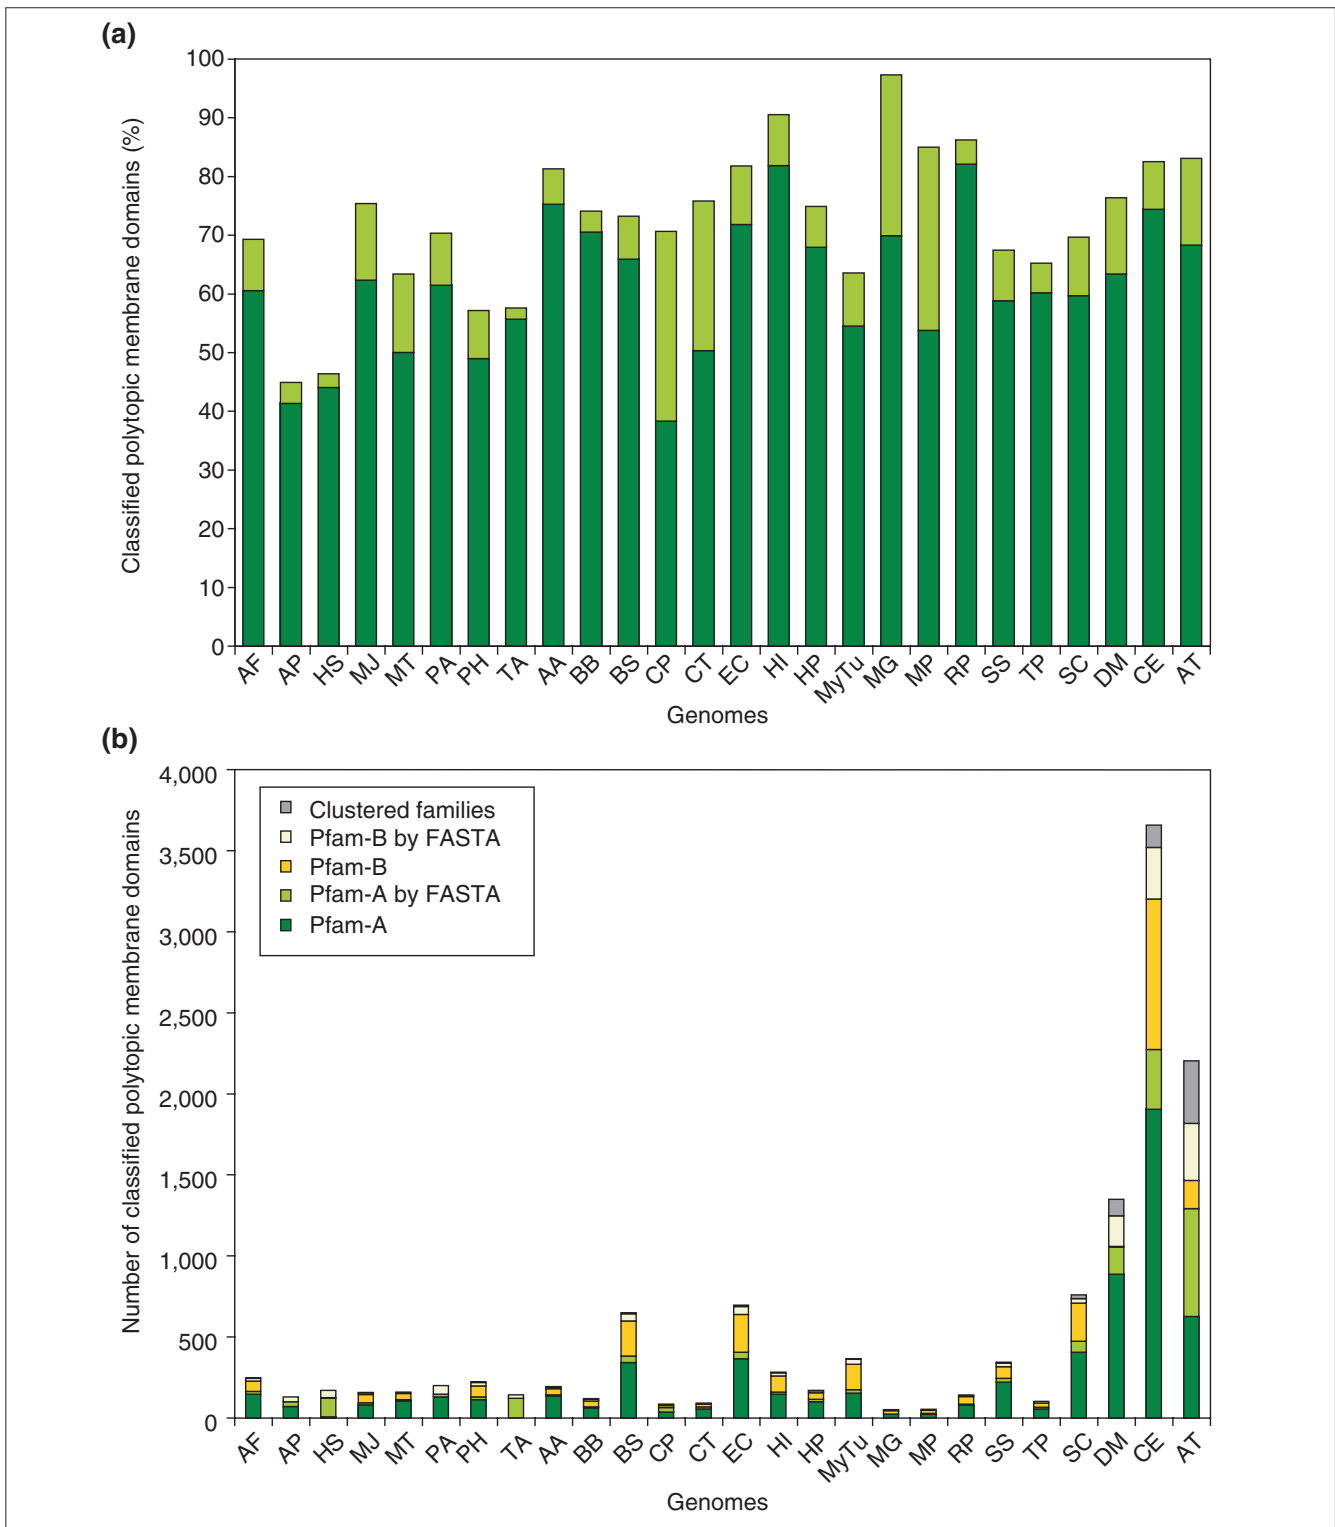 (a)
100
90
80
70
60
50
40
30
20
10
0
Classified polytopic membrane domains (%)
AF AP HS MJ MT PA PH TA AA BB BS CP CT EC HI HP MyTu MG MP RP SS TP SC DM CE AT
Genomes
(b)
4,000
3,500
3,000
2,500
2,000
1,500
1,000
500
0
Number of classified polytopic membrane domains
Clustered families
Pfam-B by FASTA
Pfam-B
Pfam-A by FASTA
Pfam-A
AF AP HS MJ MT PA PH TA AA BB BS CP CT EC HI HP MyTu MG MP RP SS TP SC DM CE AT
Genomes